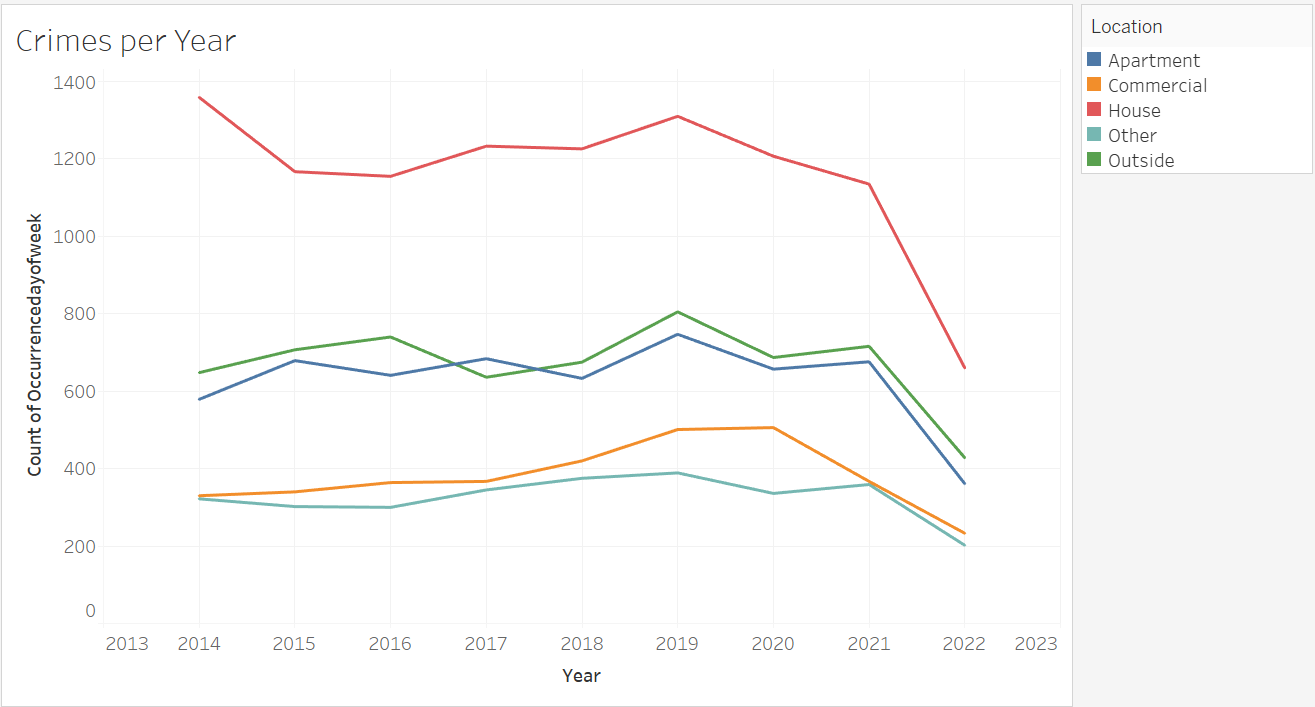 Crimes per Year
1400
1200
1000
800
600
400
200
0
Count of Occurrencedayofweek
2013 2014 2015 2016 2017 2018 2019 2020 2021 2022 2023
Year
Location
Apartment
Commercial
House
Other
Outside